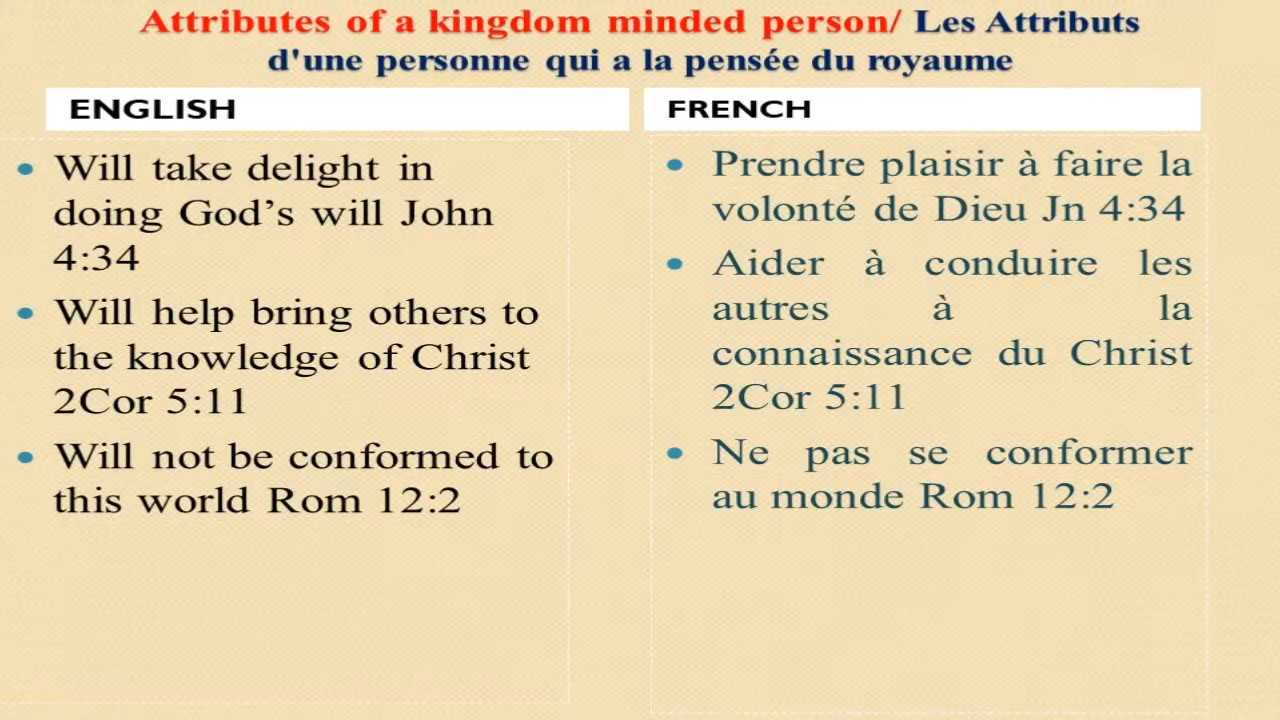 Attributes of a kingdom minded person/ Les Attributs
d'une personne qui a la pensée du royaume
ENGLISH
• Will take delight in
doing God’s will John
4:34
• Will help bring others to
the knowledge of Christ
2Cor 5:11
• Will not be conformed to
this world Rom 12:2
FRENCH
• Prendre plaisir à faire la
volonté de Dieu Jn 4:34
• Aider à conduire les
autres à la
connaissance du Christ
2Cor 5:11
• Ne pas se conformer
au monde Rom 12:2